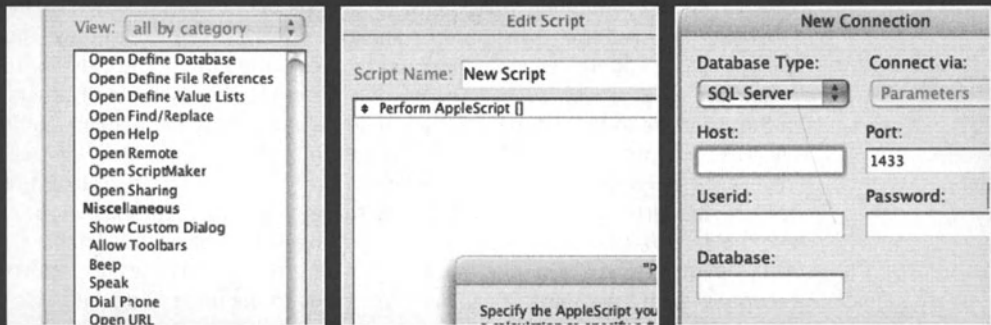 View: all by category
Open Define Database
Open Define File References
Open Define Value Lists
Open Find/Replace
Open Help
Open Remote
Open ScriptMaker
Open Sharing
Miscellaneous
Show Custom Dialog
Allow Toolbars
Beep
Speak
Dial Phone
Open URL
Edit Script
Script Name: New Script
Perform AppleScript []
Specify the AppleScript you
New Connection
Database Type: Connect via:
SQL Server Parameters
Host: Port:
1433
Userid: Password:
Database: